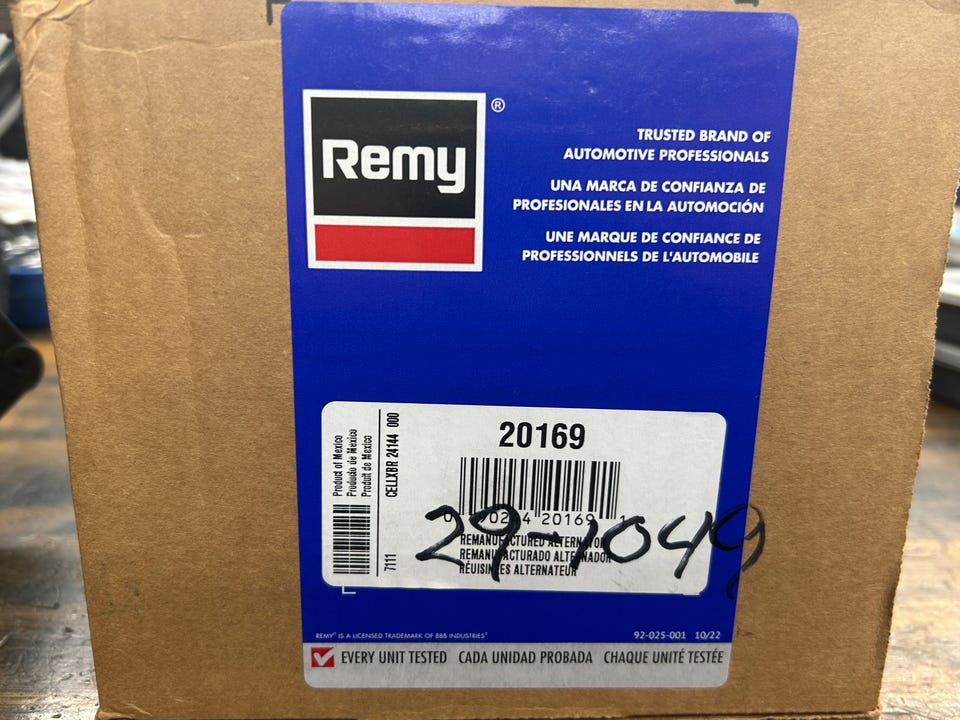 Remy®
TRUSTED BRAND OF
AUTOMOTIVE PROFESSIONALS
UNA MARCA DE CONFIANZA DE
PROFESIONALES EN LA AUTOMOCIÓN
UNE MARQUE DE CONFIANCE DE
PROFESSIONNELS DE L'AUTOMOBILE
Product of Mexico
Producto de Mexico
Produit de Mexico
CELLXBR 24144 000
7111
20169
20169
29-1049
REMANUFACTURED ALTERNATOR
REMANUFACTURADO ALTERNADOR
RÉUISINÉES ALTERNATEUR
REMY® IS A LICENSED TRADEMARK OF BBB INDUSTRIES®
92-025-001 10/22
EVERY UNIT TESTED CADA UNIDAD PROBADA CHAQUE UNITÉ TESTÉE